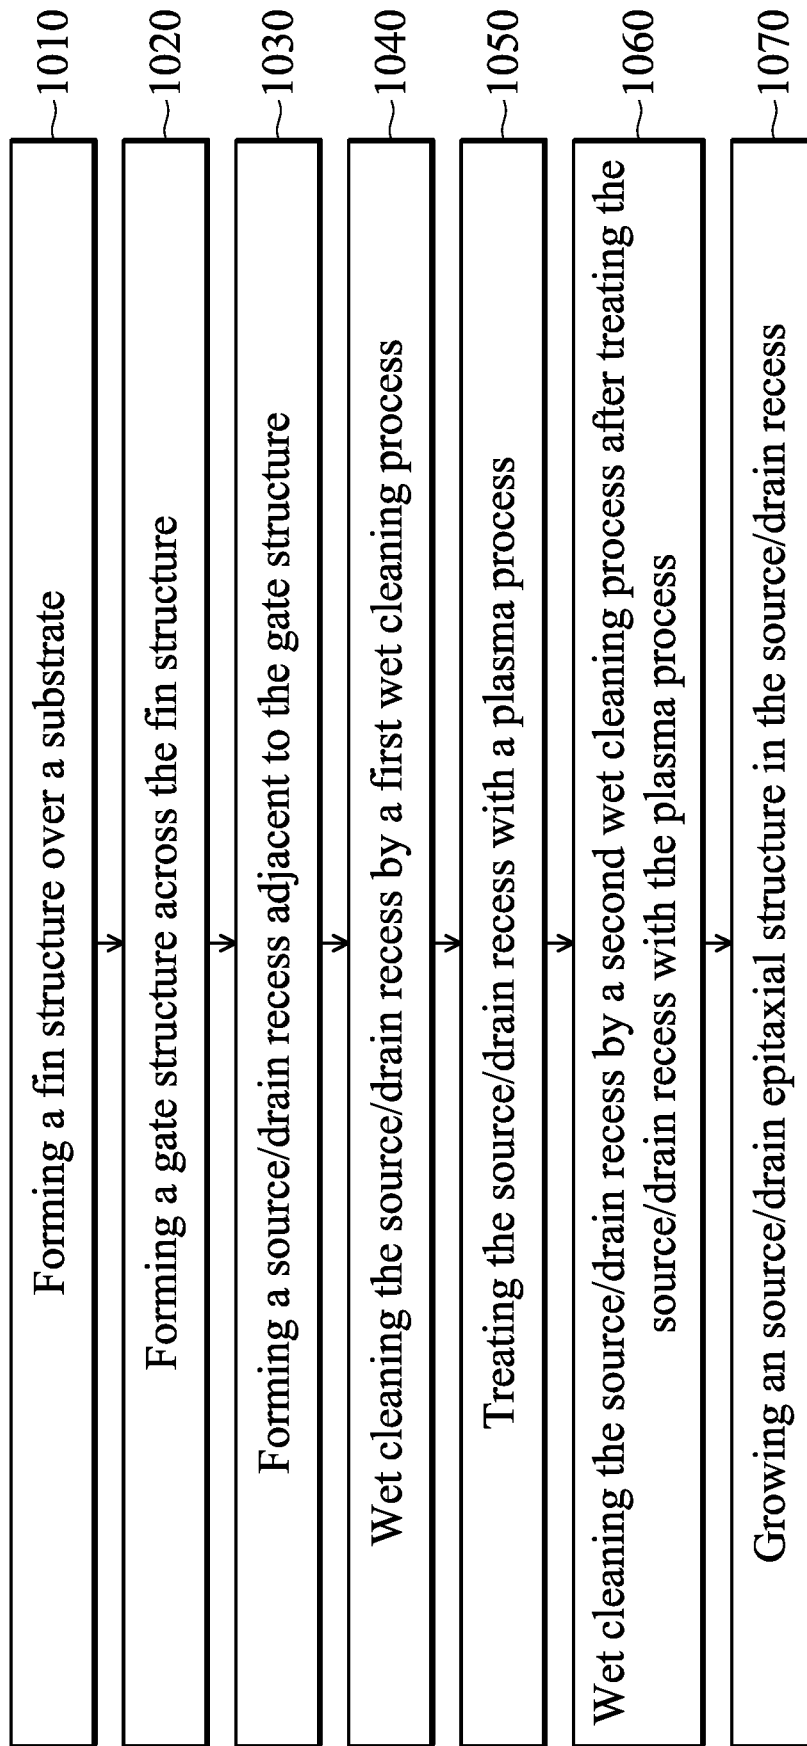 Forming a fin structure over a substrate
1010
Forming a gate structure across the fin structure
1020
Forming a source/drain recess adjacent to the gate structure
1030
Wet cleaning the source/drain recess by a first wet cleaning process
1040
Treating the source/drain recess with a plasma process
1050
Wet cleaning the source/drain recess by a second wet cleaning process after treating the
source/drain recess with the plasma process
1060
Growing an source/drain epitaxial structure in the source/drain recess
1070